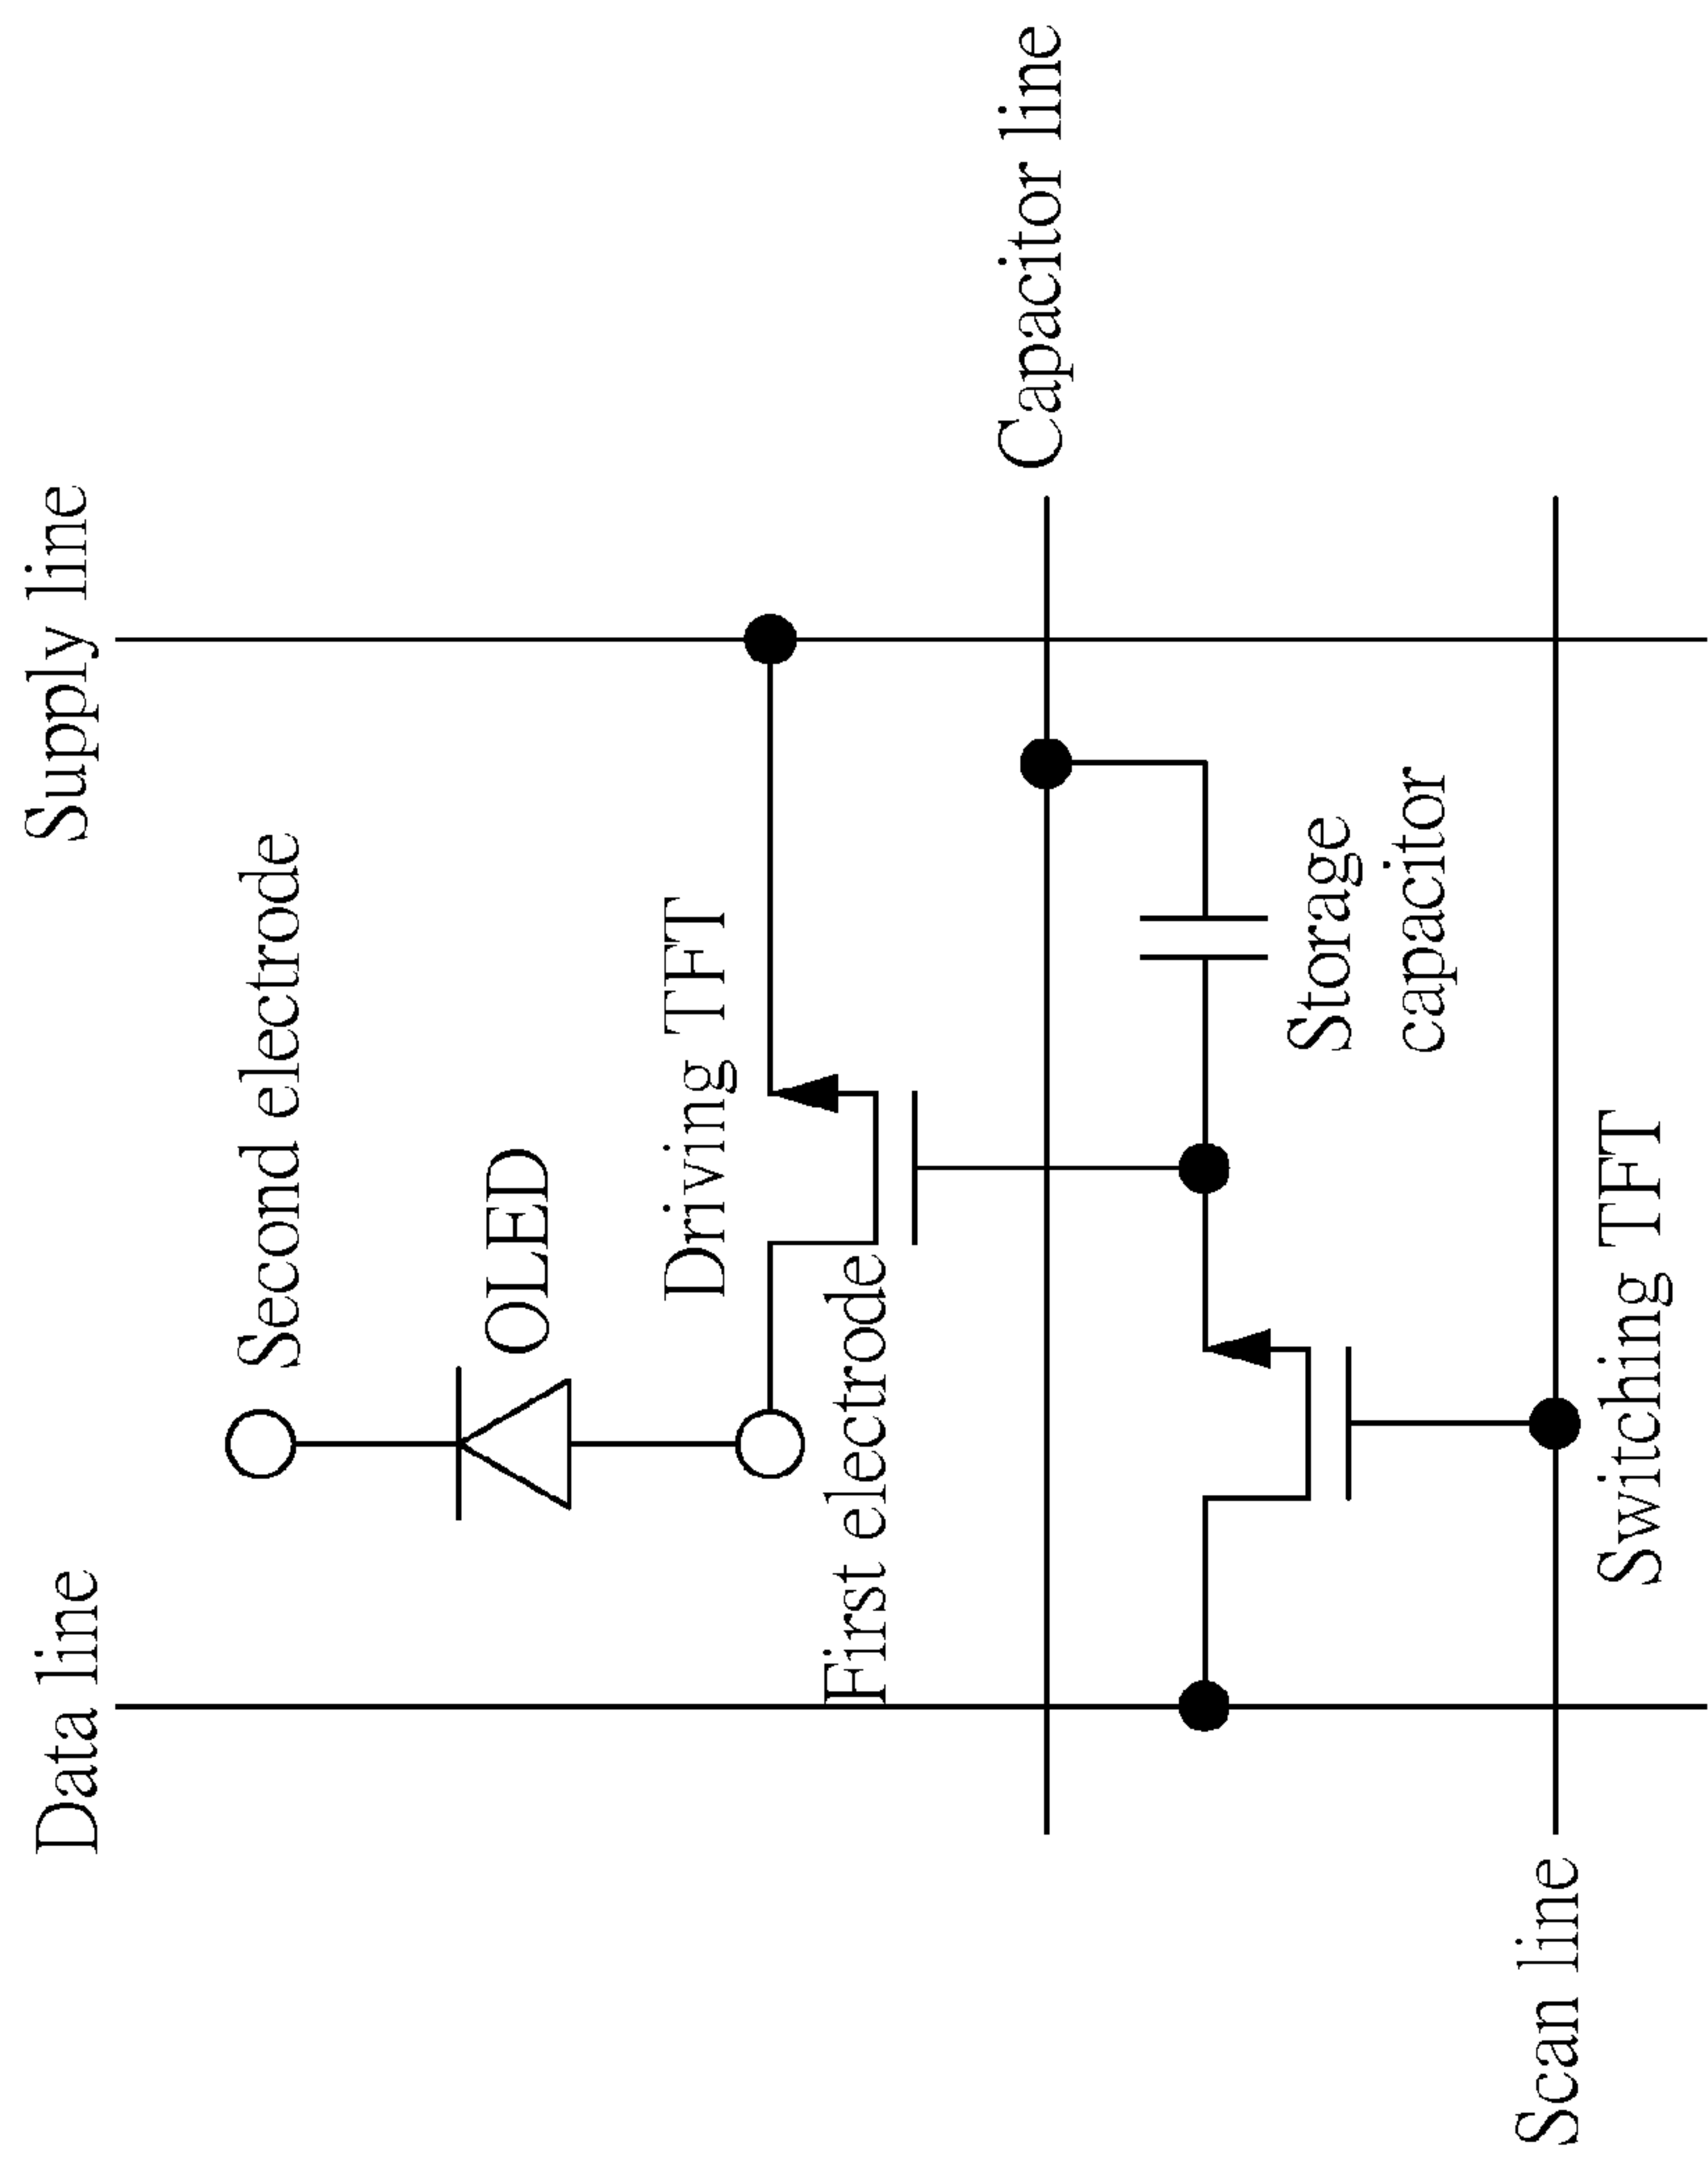 Supply line
Data line
Second electrode
OLED
Driving TFT
First electrode
Capacitor line
Storage
capacitor
Scan line
Switching TFT